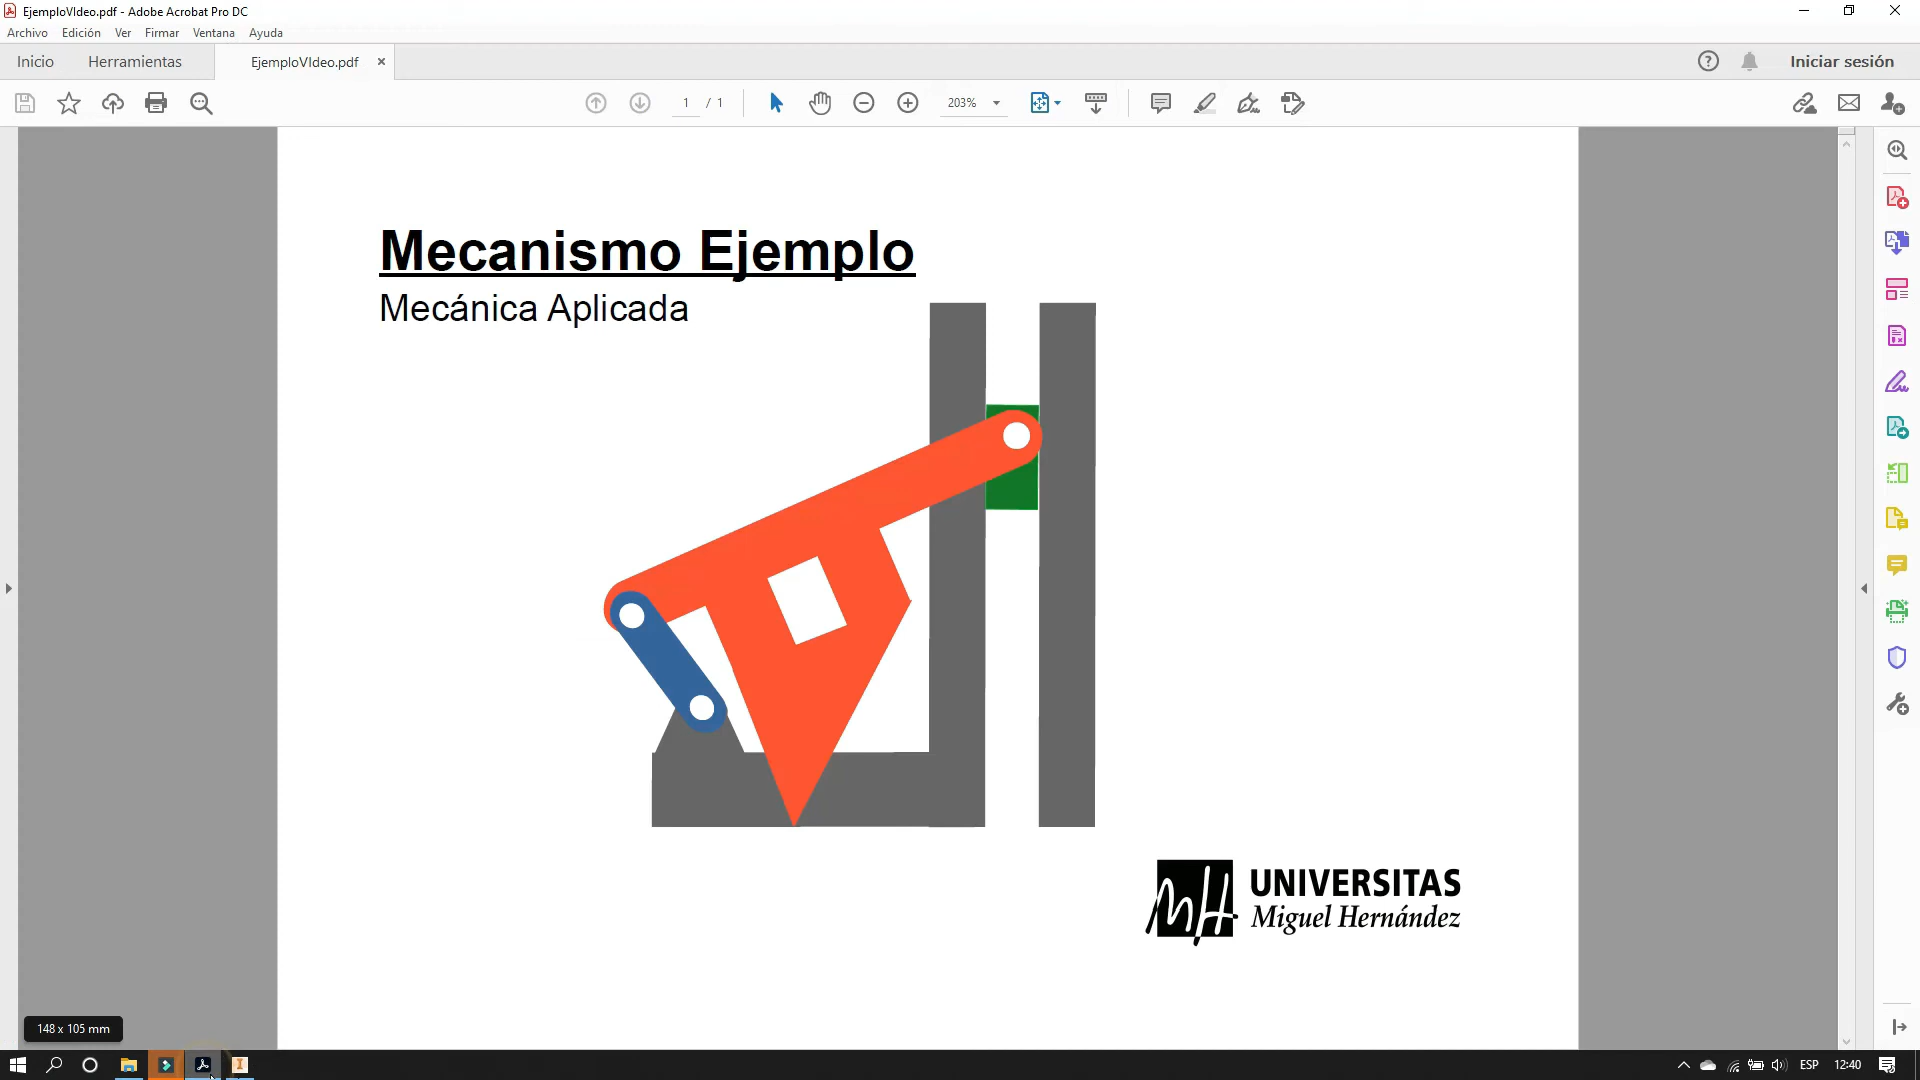 EjemploVIdeo.pdf - Adobe Acrobat Pro DC
Archivo Edición Ver Firmar Ventana Ayuda
Inicio Herramientas EjemploVIdeo.pdf Iniciar sesión
1 / 1 203%
Mecanismo Ejemplo
Mecánica Aplicada
UNIVERSITAS
Miguel Hernández
148 x 105 mm
ESP 12:40